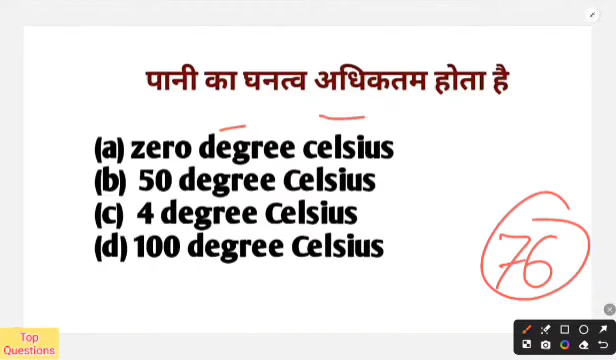 पानी का घनत्व अधिकतम होता है
(a) zero degree celsius
(b) 50 degree Celsius
(c) 4 degree Celsius
(d) 100 degree Celsius
76
Top
Questions